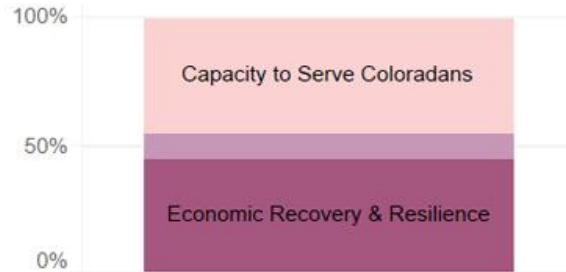 100%
Capacity to Serve Coloradans
50%
Economic Recovery & Resilience
0%